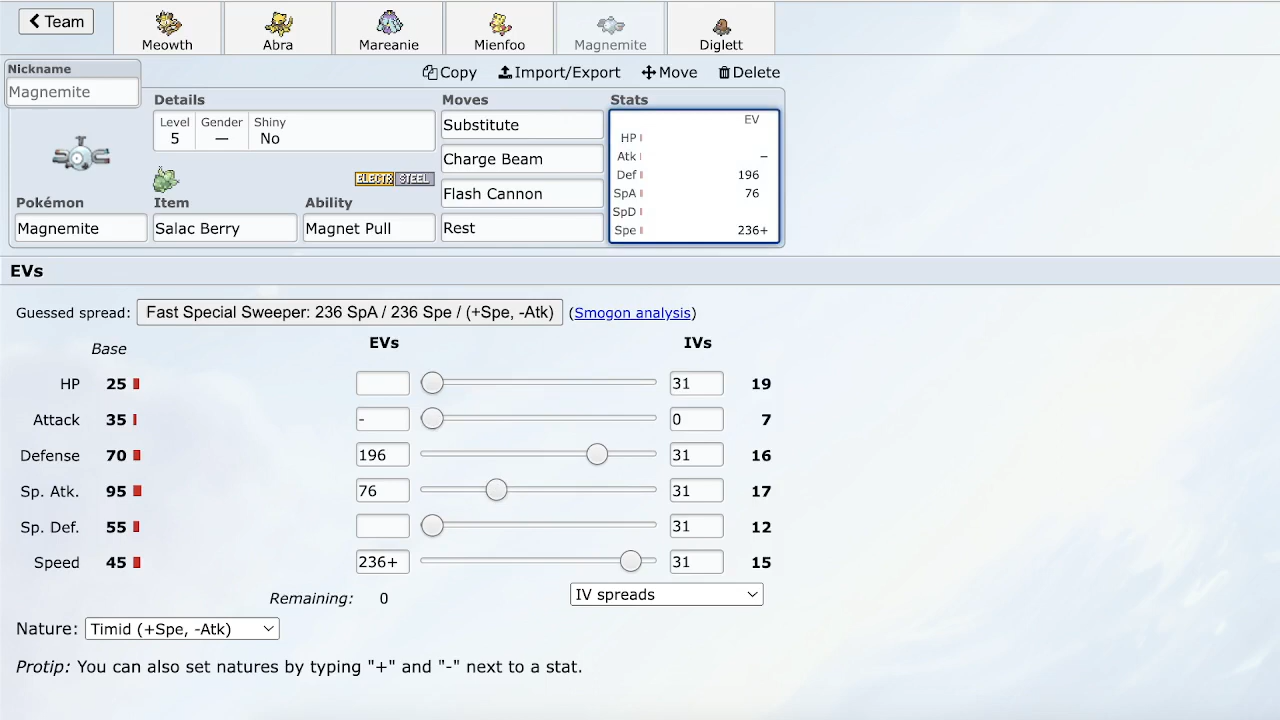 Team
Meowth
Abra
Mareanie
Mienfoo
Magnemite
Diglett
Nickname
Magnemite
Copy
Import/Export
Move
Delete
Details
Level
5
Gender
—
Shiny
No
ELECTR
STEEL
Pokémon
Magnemite
Item
Salac Berry
Ability
Magnet Pull
Moves
Substitute
Charge Beam
Flash Cannon
Rest
Stats
EV
HP
Atk –
Def 196
SpA 76
SpD
Spe 236+
EVs
Guessed spread: Fast Special Sweeper: 236 SpA / 236 Spe / (+Spe, -Atk) (Smogon analysis)
Base EVs IVs
HP 25 31 19
Attack 35 - 0 7
Defense 70 196 31 16
Sp. Atk. 95 76 31 17
Sp. Def. 55 31 12
Speed 45 236+ 31 15
Remaining: 0 IV spreads
Nature: Timid (+Spe, -Atk)
Protip: You can also set natures by typing "+" and "-" next to a stat.